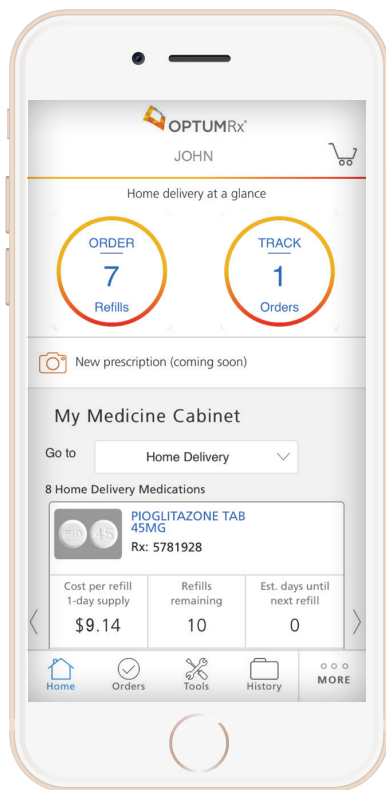 OPTUMRx®
JOHN
Home delivery at a glance
ORDER
7
Refills
TRACK
1
Orders
New prescription (coming soon)
My Medicine Cabinet
Go to
Home Delivery
8 Home Delivery Medications
PIO 45
PIOGLITAZONE TAB
45MG
Rx: 5781928
Cost per refill
1-day supply
$9.14
Refills
remaining
10
Est. days until
next refill
0
Home
Orders
Tools
History
MORE